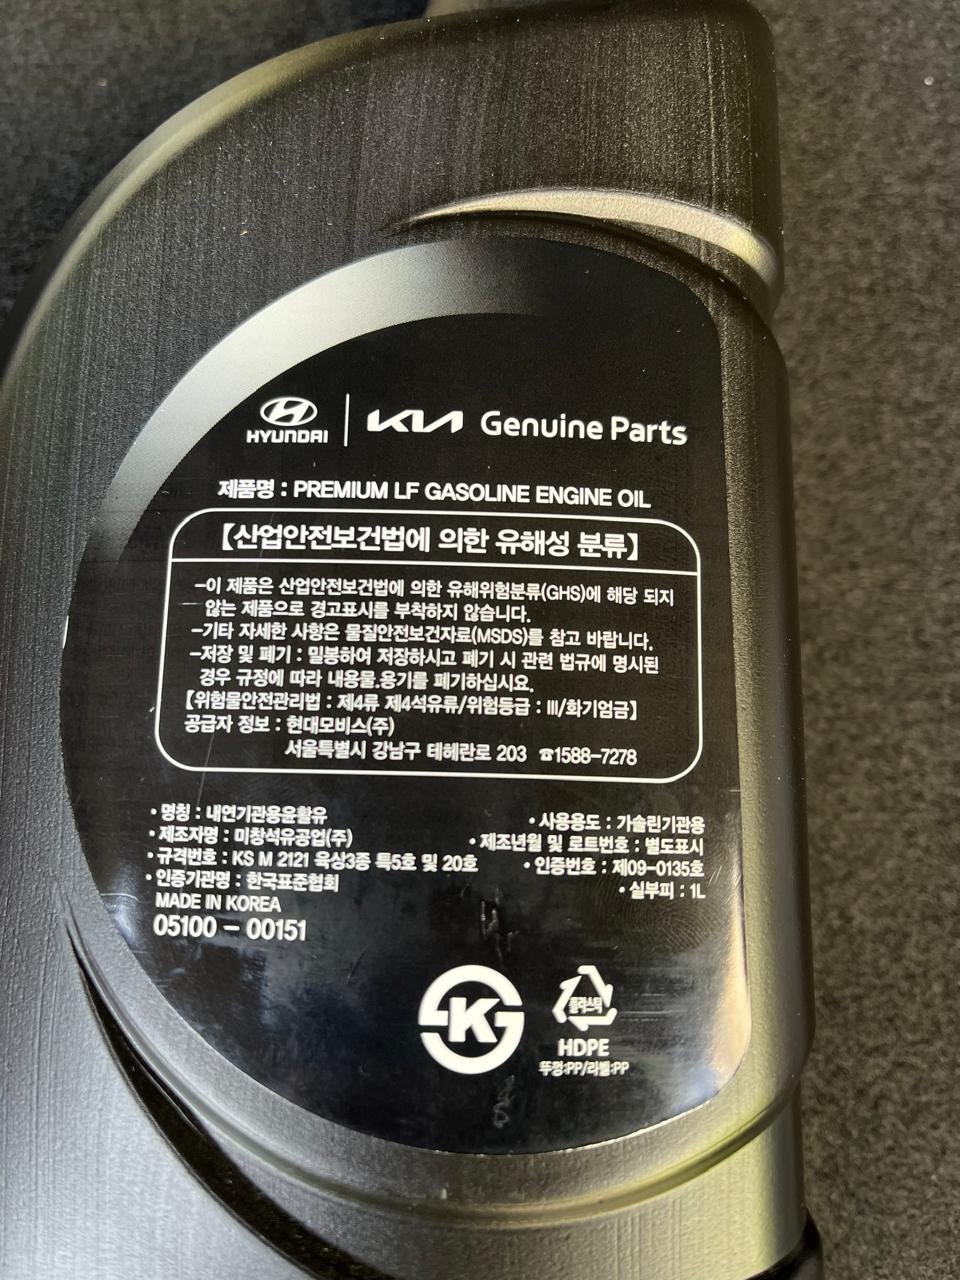 HYUNDAI KIA Genuine Parts
제품명 : PREMIUM LF GASOLINE ENGINE OIL
【산업안전보건법에 의한 유해성 분류】
-이 제품은 산업안전보건법에 의한 유해위험분류(GHS)에 해당 되지
않는 제품으로 경고표시를 부착하지 않습니다.
-기타 자세한 사항은 물질안전보건자료(MSDS)를 참고 바랍니다.
-저장 및 폐기 : 밀봉하여 저장하시고 폐기 시 관련 법규에 명시된
경우 규정에 따라 내용물.용기를 폐기하십시요.
【위험물안전관리법 : 제4류 제4석유류/위험등급 : III/화기엄금】
공급자 정보 : 현대모비스(주)
서울특별시 강남구 테헤란로 203 ☎1588-7278
• 명칭 : 내연기관용윤활유
• 사용용도 : 가솔린기관용
• 제조자명 : 미창석유공업(주)
• 제조년월 및 로트번호 : 별도표시
• 규격번호 : KS M 2121 육상3종 특5호 및 20호
• 인증번호 : 제09-0135호
• 인증기관명 : 한국표준협회
• 실부피 : 1L
MADE IN KOREA
05100 - 00151
K
플라스틱
HDPE
뚜껑:PP/라벨:PP